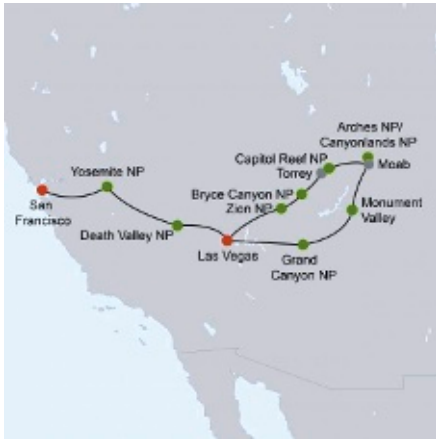 Arches NP/
Canyonlands NP
Capitol Reef NP
Torrey
Moab
Yosemite NP
San
Francisco
Bryce Canyon NP
Zion NP
Monument
Valley
Death Valley NP
Las Vegas
Grand
Canyon NP